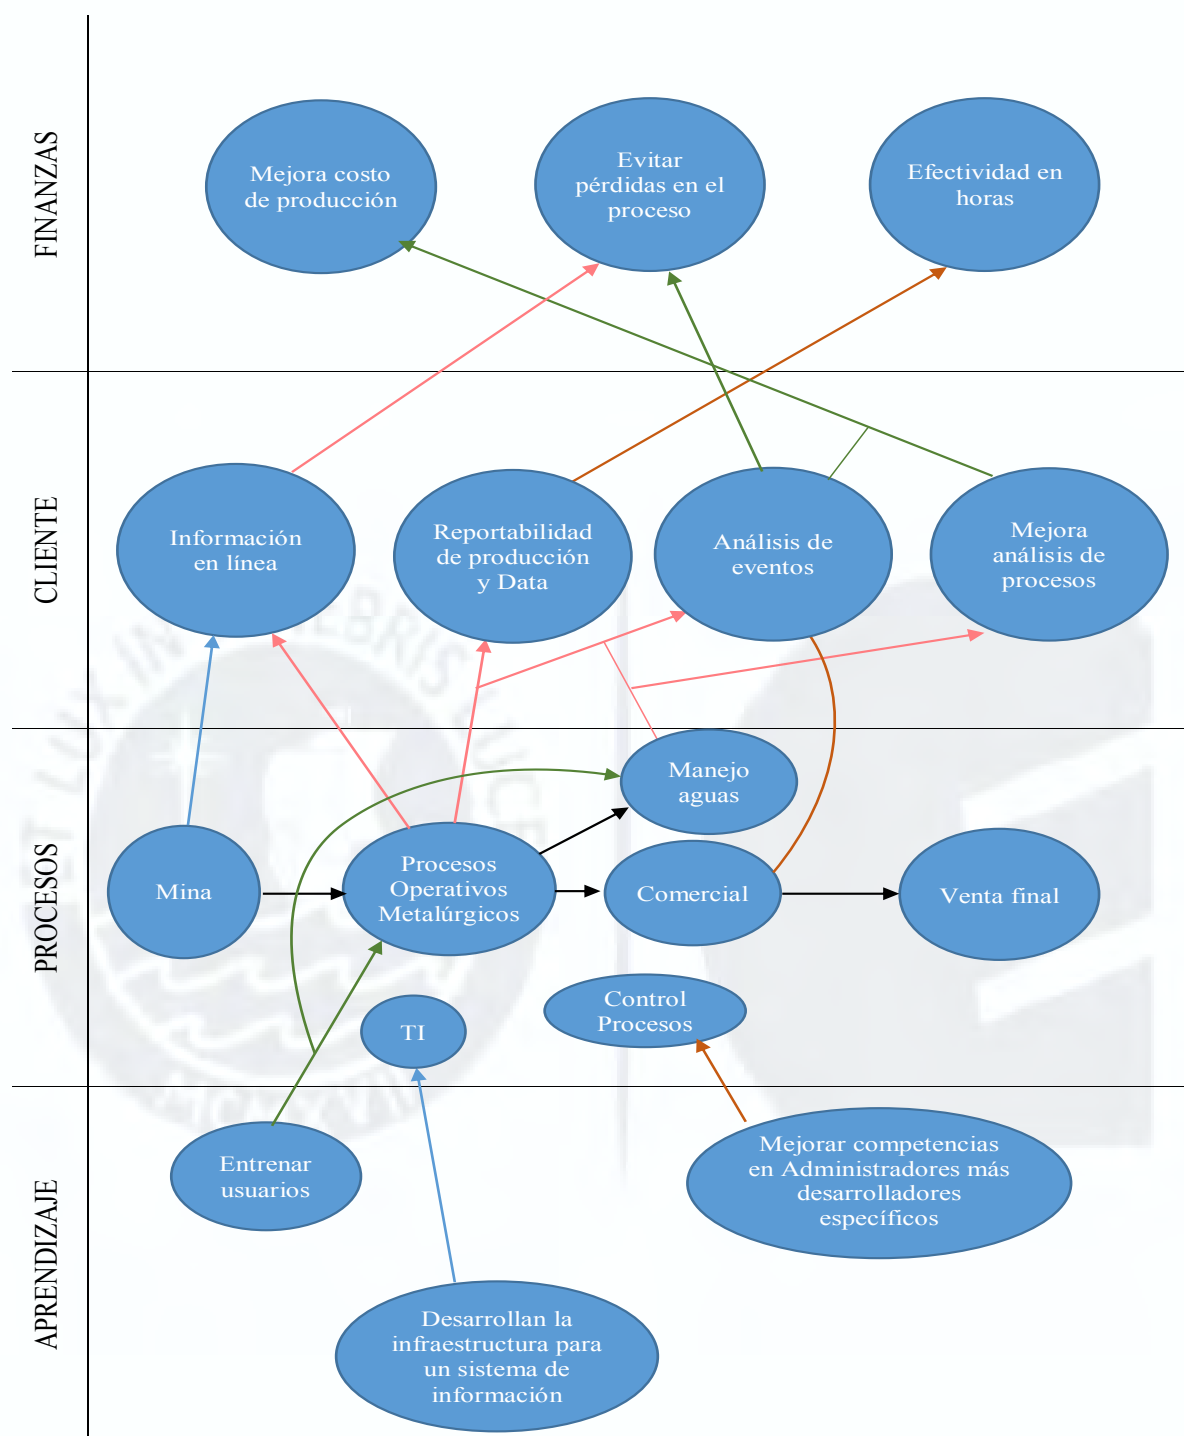 FINANZAS
Mejora costo
de producción
Evitar
pérdidas en el
proceso
Efectividad en
horas
CLIENTE
Información
en línea
Reportabilidad
de producción
y Data
Análisis de
eventos
Mejora
análisis de
procesos
PROCESOS
Manejo
aguas
Mina
Procesos
Operativos
Metalúrgicos
Comercial
Venta final
TI
Control
Procesos
APRENDIZAJE
Entrenar
usuarios
Mejorar competencias
en Administradores más
desarrolladores
específicos
Desarrollan la
infraestructura para
un sistema de
información